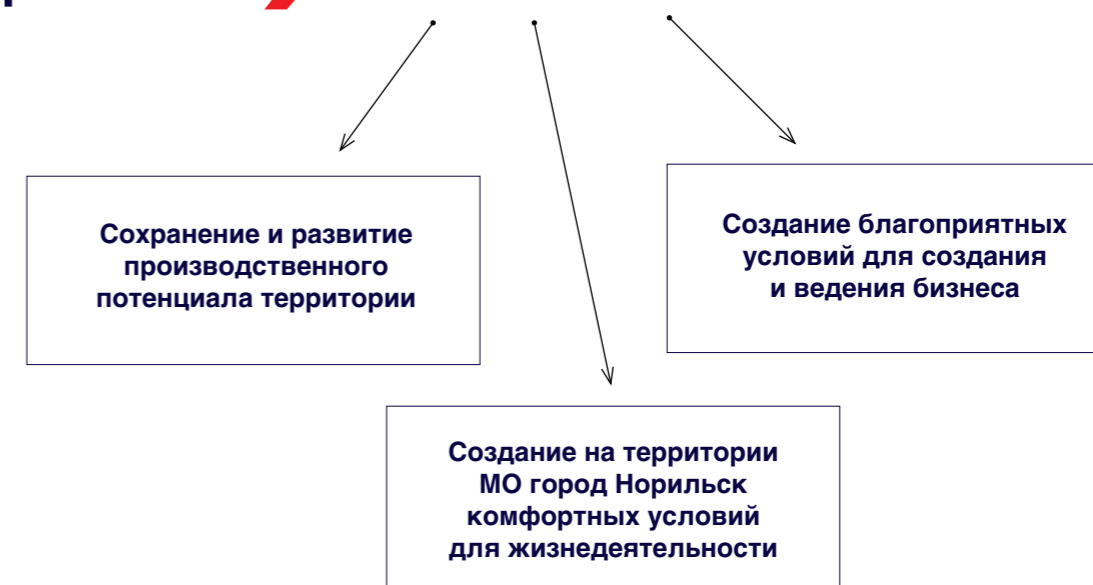 Сохранение и развитие
производственного
потенциала территории
Создание благоприятных
условий для создания
и ведения бизнеса
Создание на территории
МО город Норильск
комфортных условий
для жизнедеятельности